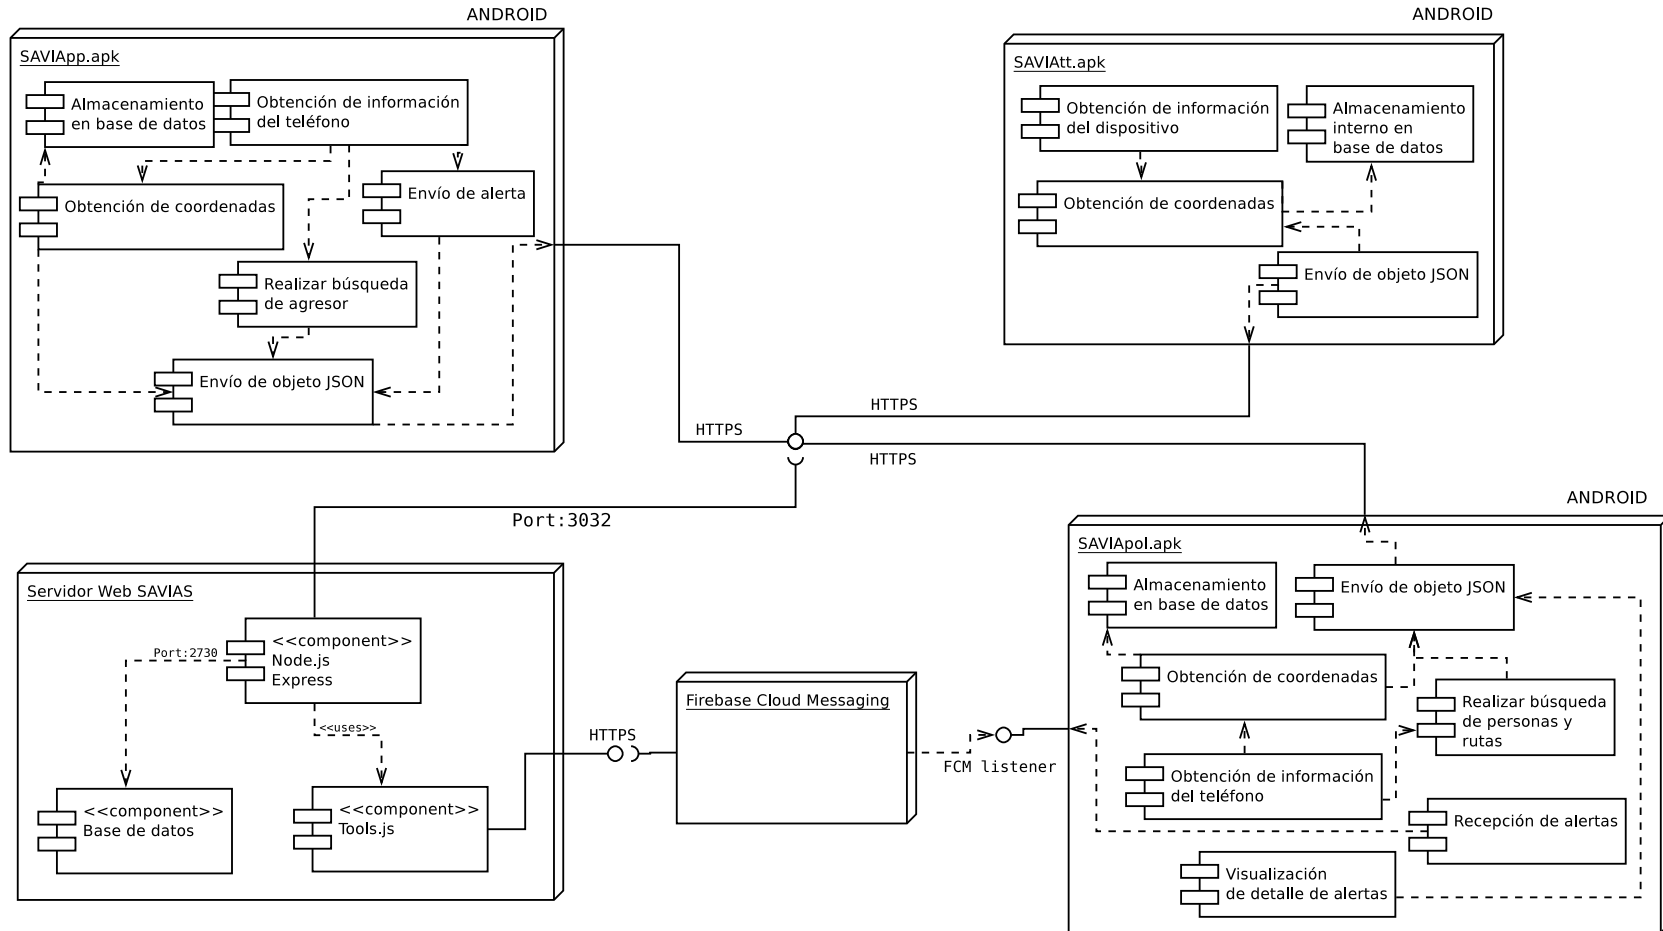 ANDROID
SAVIApp.apk
Almacenamiento
en base de datos
Obtención de información
del teléfono
Obtención de coordenadas
Envío de alerta
Realizar búsqueda
de agresor
Envío de objeto JSON
ANDROID
SAVIAtt.apk
Obtención de información
del dispositivo
Almacenamiento
interno en
base de datos
Obtención de coordenadas
Envío de objeto JSON
HTTPS
HTTPS
HTTPS
Port:3032
Servidor Web SAVIAS
<<component>>
Node.js
Express
Port:2730
<<uses>>
<<component>>
Base de datos
<<component>>
Tools.js
HTTPS
Firebase Cloud Messaging
FCM listener
ANDROID
SAVIApol.apk
Almacenamiento
en base de datos
Envío de objeto JSON
Obtención de coordenadas
Realizar búsqueda
de personas y
rutas
Obtención de información
del teléfono
Recepción de alertas
Visualización
de detalle de alertas